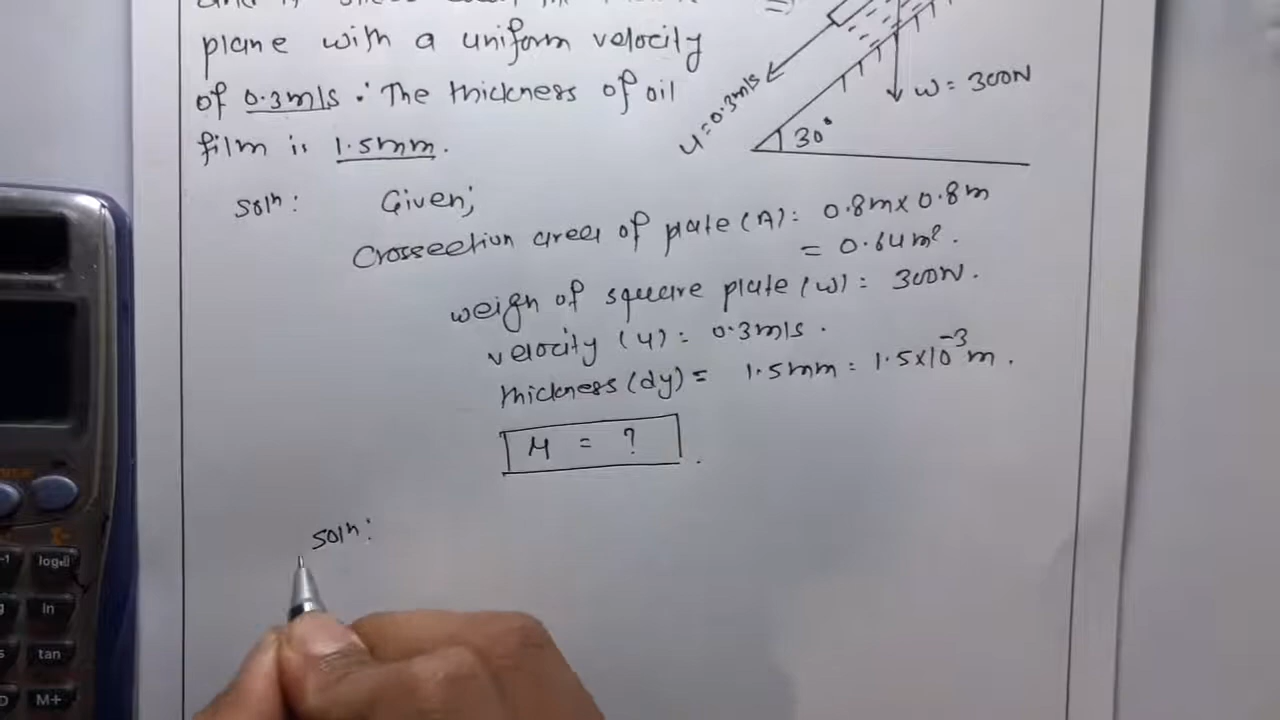 plane with a uniform velocity
of 0.3m/s. The thickness of oil
film is 1.5mm.
u = 0.3m/s
w = 300N
30°
Soln: Given;
Crossection area of plate (A): 0.8m x 0.8m
= 0.64m².
weign of square plate (w) = 300N.
velocity (u) = 0.3m/s.
thickness (dy) = 1.5mm = 1.5x10⁻³m.
μ = ?
Soln:
log
ln
tan
M+